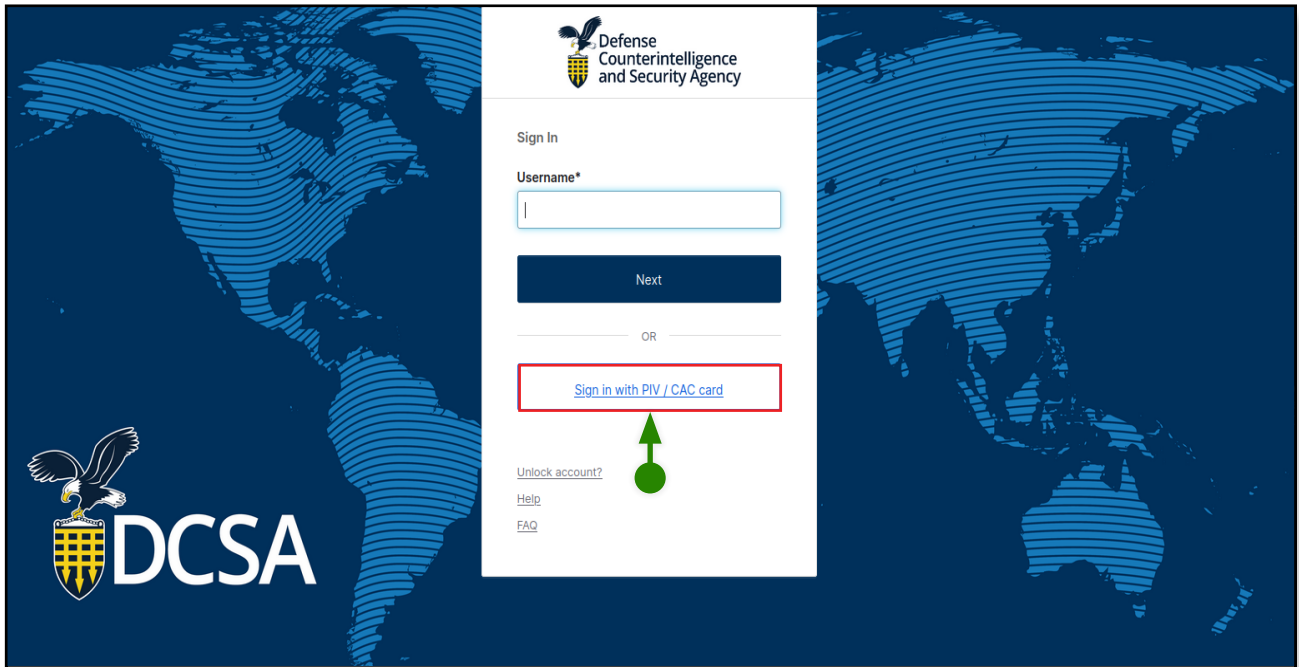 Defense
Counterintelligence
and Security Agency
Sign In
Username*
Next
OR
Sign in with PIV / CAC card
Unlock account?
Help
FAQ
DCSA